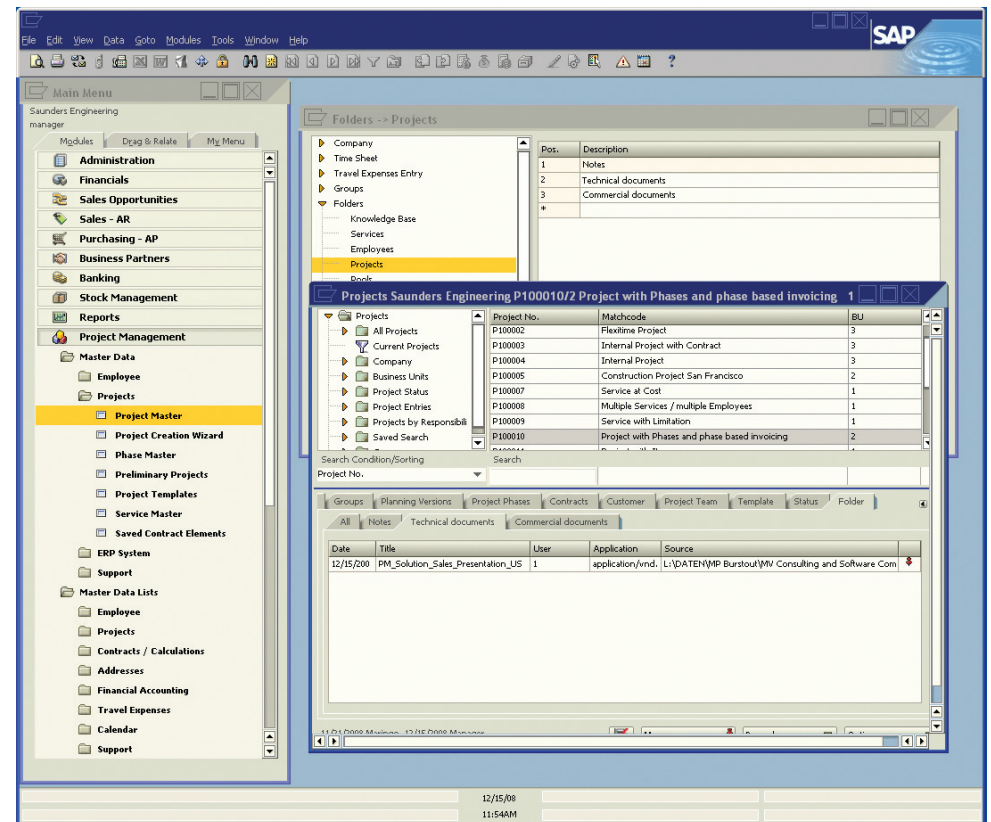 File Edit View Data Goto Modules Tools Window Help
SAP
Main Menu
Saunders Engineering
manager
Modules Drag & Relate My Menu
Administration
Financials
Sales Opportunities
Sales - AR
Purchasing - AP
Business Partners
Banking
Stock Management
Reports
Project Management
Master Data
Employee
Projects
Project Master
Project Creation Wizard
Phase Master
Preliminary Projects
Project Templates
Service Master
Saved Contract Elements
ERP System
Support
Master Data Lists
Employee
Projects
Contracts / Calculations
Addresses
Financial Accounting
Travel Expenses
Calendar
Support
Folders -> Projects
Company
Time Sheet
Travel Expenses Entry
Groups
Folders
Knowledge Base
Services
Employees
Projects
Pools
Pos. Description
1 Notes
2 Technical documents
3 Commercial documents
*
Projects Saunders Engineering P100010/2 Project with Phases and phase based invoicing 1
Projects
All Projects
Current Projects
Company
Business Units
Project Status
Project Entries
Projects by Responsibili
Saved Search
Project No. Matchcode BU
P100002 Flexitime Project 3
P100003 Internal Project with Contract 3
P100004 Internal Project 3
P100005 Construction Project San Francisco 2
P100007 Service at Cost 1
P100008 Multiple Services / multiple Employees 1
P100009 Service with Limitation 1
P100010 Project with Phases and phase based invoicing 2
Search Condition/Sorting Search
Project No.
Groups Planning Versions Project Phases Contracts Customer Project Team Template Status Folder
All Notes Technical documents Commercial documents
Date Title User Application Source
12/15/200 PM_Solution_Sales_Presentation_US 1 application/vnd. L:\DATEN\MP Burstout\MV Consulting and Software Com
12/15/08
11:54AM